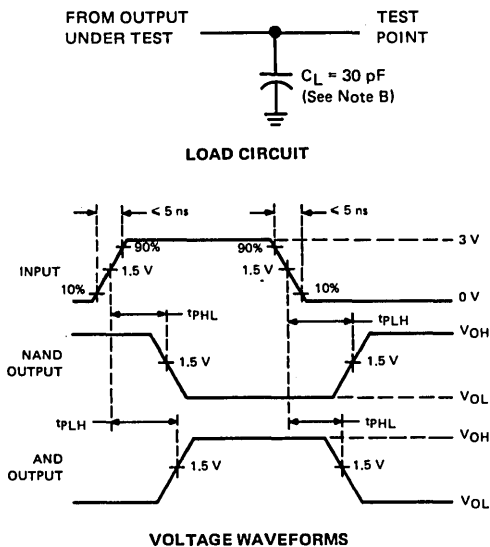 FROM OUTPUT
UNDER TEST
TEST
POINT
CL = 30 pF
(See Note B)
LOAD CIRCUIT
≤ 5 ns
≤ 5 ns
90%
90%
3 V
INPUT
1.5 V
1.5 V
10%
10%
0 V
tPHL
tPLH
VOH
NAND
OUTPUT
1.5 V
1.5 V
VOL
tPLH
tPHL
VOH
AND
OUTPUT
1.5 V
1.5 V
VOL
VOLTAGE WAVEFORMS